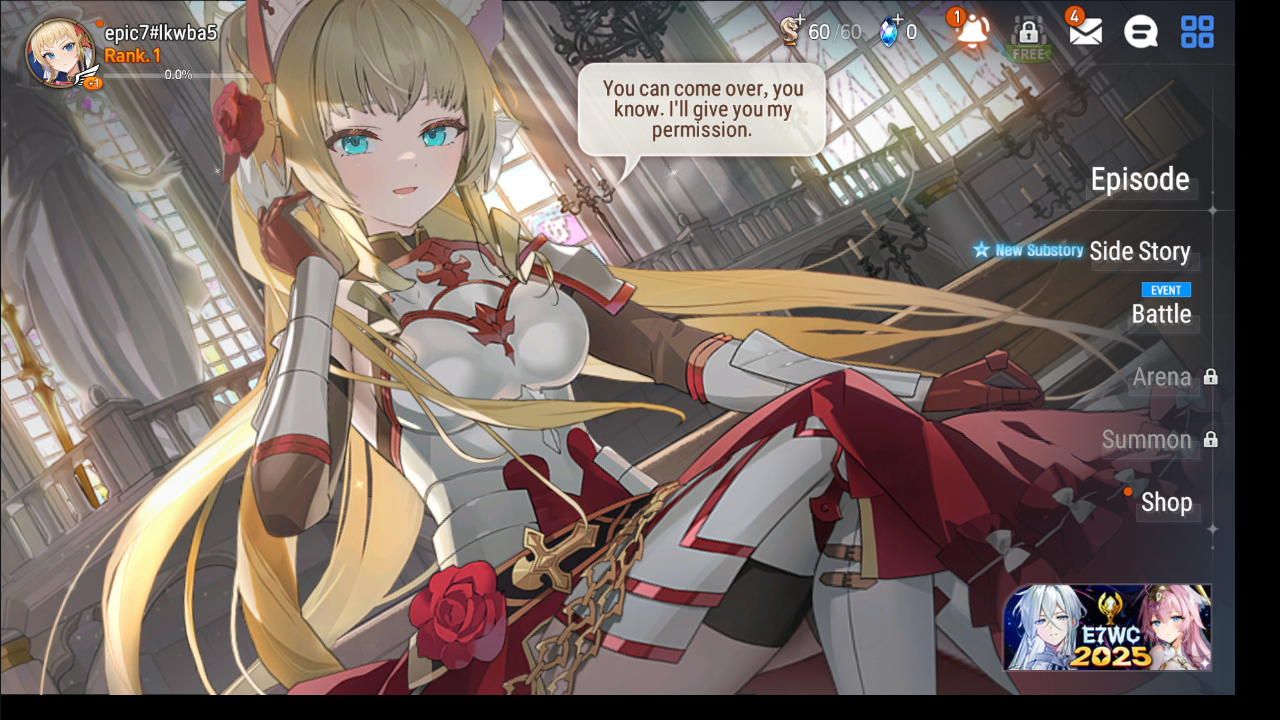 epic7#lkwba5
Rank. 1
0.0%
+1
60/60
0
1
FREE
4
You can come over, you
know. I'll give you my
permission.
Episode
New Substory Side Story
EVENT
Battle
Arena
Summon
Shop
E7WC
2025